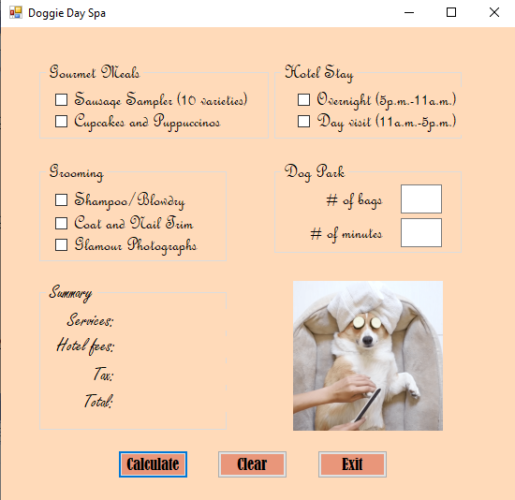 Doggie Day Spa
Gourmet Meals
Sausage Sampler (10 varieties)
Cupcakes and Puppuccinos
Hotel Stay
Overnight (5p.m.-11a.m.)
Day visit (11a.m.-5p.m.)
Grooming
Shampoo/Blowdry
Coat and Nail Trim
Glamour Photographs
Dog Park
# of bags
# of minutes
Summary
Services:
Hotel fees:
Tax:
Total:
Calculate
Clear
Exit